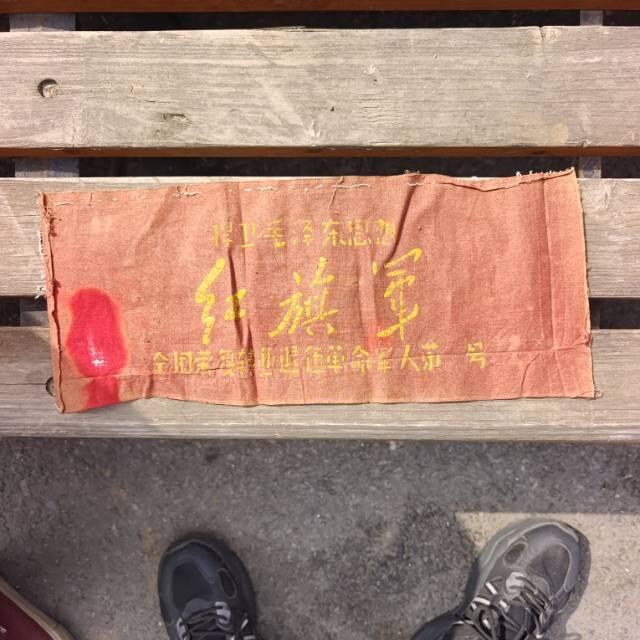 捍卫毛泽东思想
红旗军
全国荣复转业退伍革命军人第 号